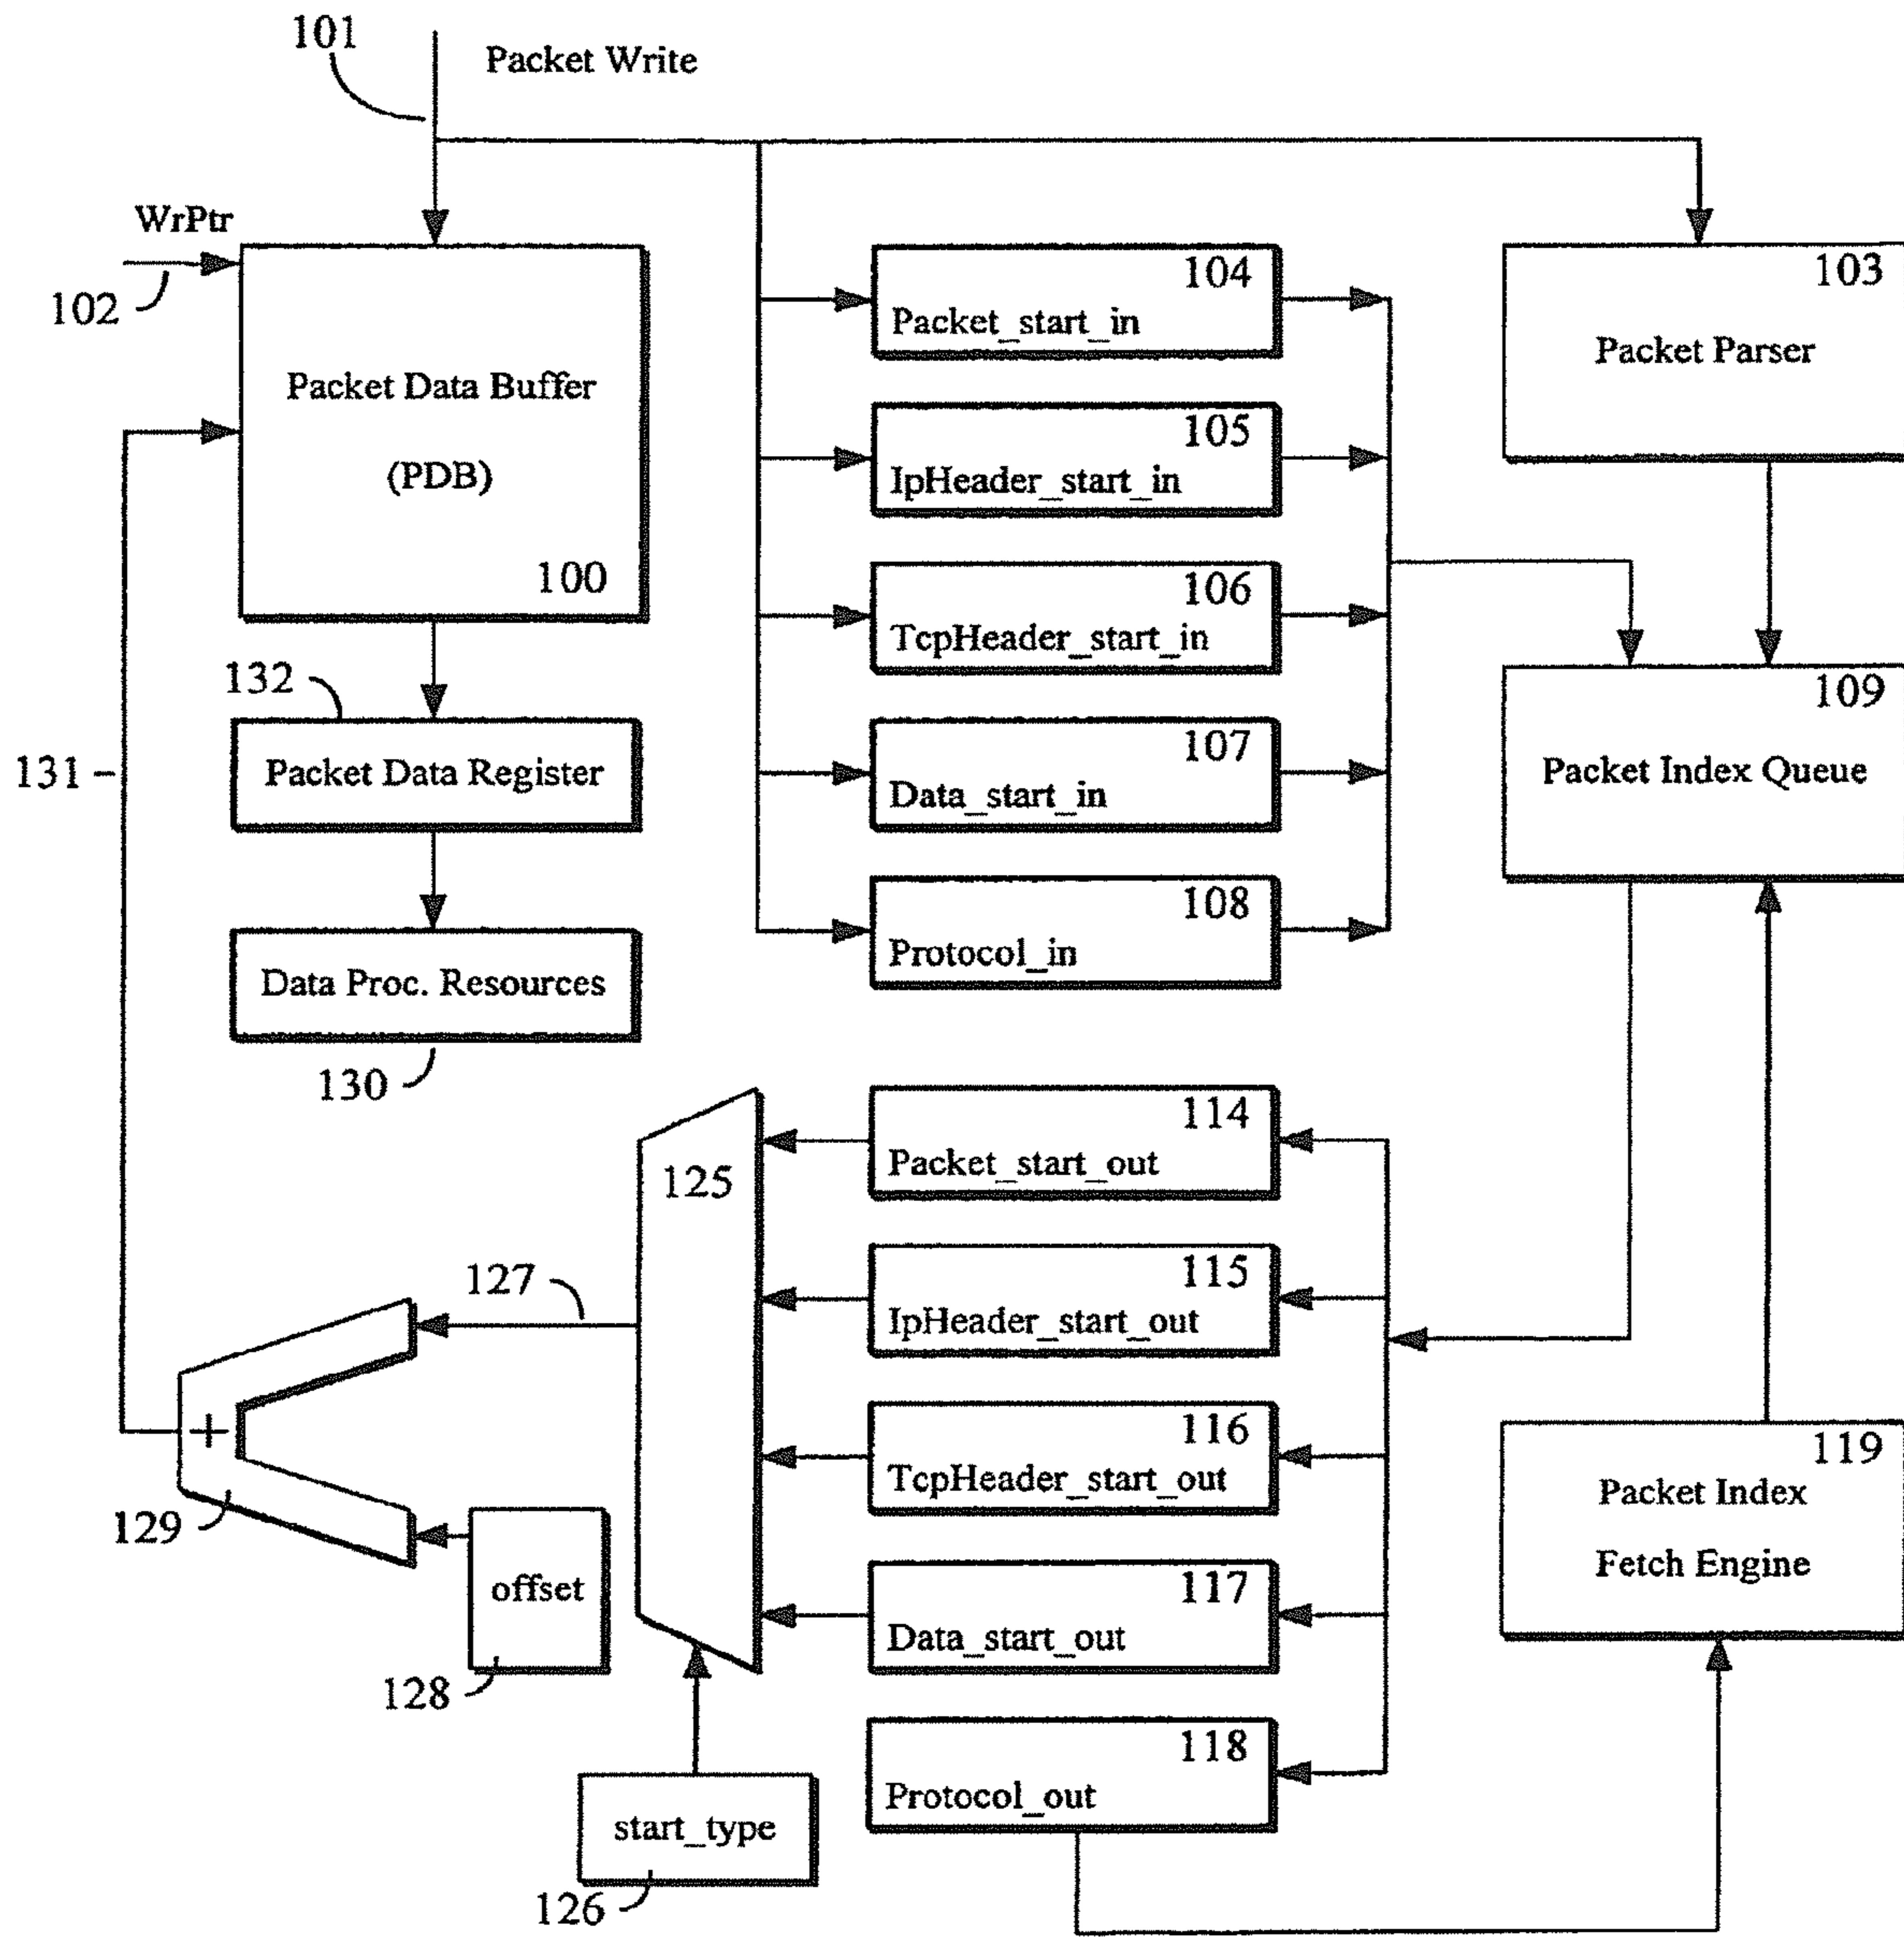 101
Packet Write
WrPtr
102
Packet Data Buffer
(PDB)
100
104
Packet_start_in
103
Packet Parser
105
IpHeader_start_in
106
TcpHeader_start_in
132
Packet Data Register
107
Data_start_in
109
Packet Index Queue
131
108
Protocol_in
Data Proc. Resources
130
114
Packet_start_out
125
127
115
IpHeader_start_out
+
129
116
TcpHeader_start_out
119
Packet Index
Fetch Engine
offset
128
117
Data_start_out
118
Protocol_out
start_type
126